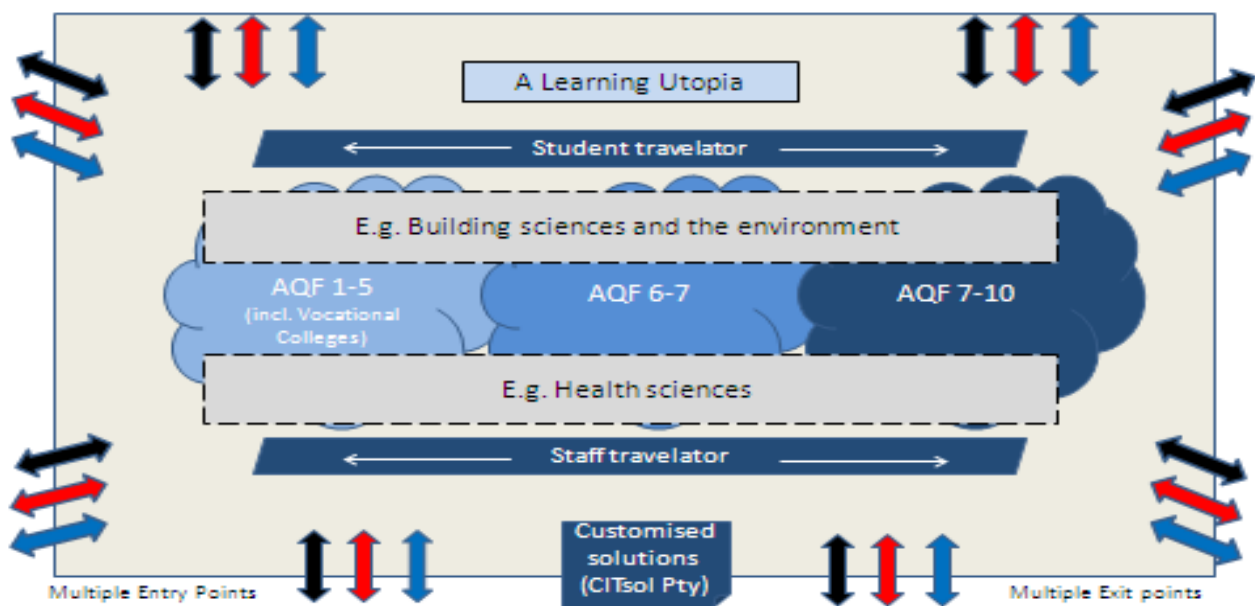 A Learning Utopia
Student travelator
E.g. Building sciences and the environment
AQF 1-5
(incl. Vocational
Colleges)
AQF 6-7
AQF 7-10
E.g. Health sciences
Staff travelator
Customised
solutions
(CITsol Pty)
Multiple Entry Points
Multiple Exit points